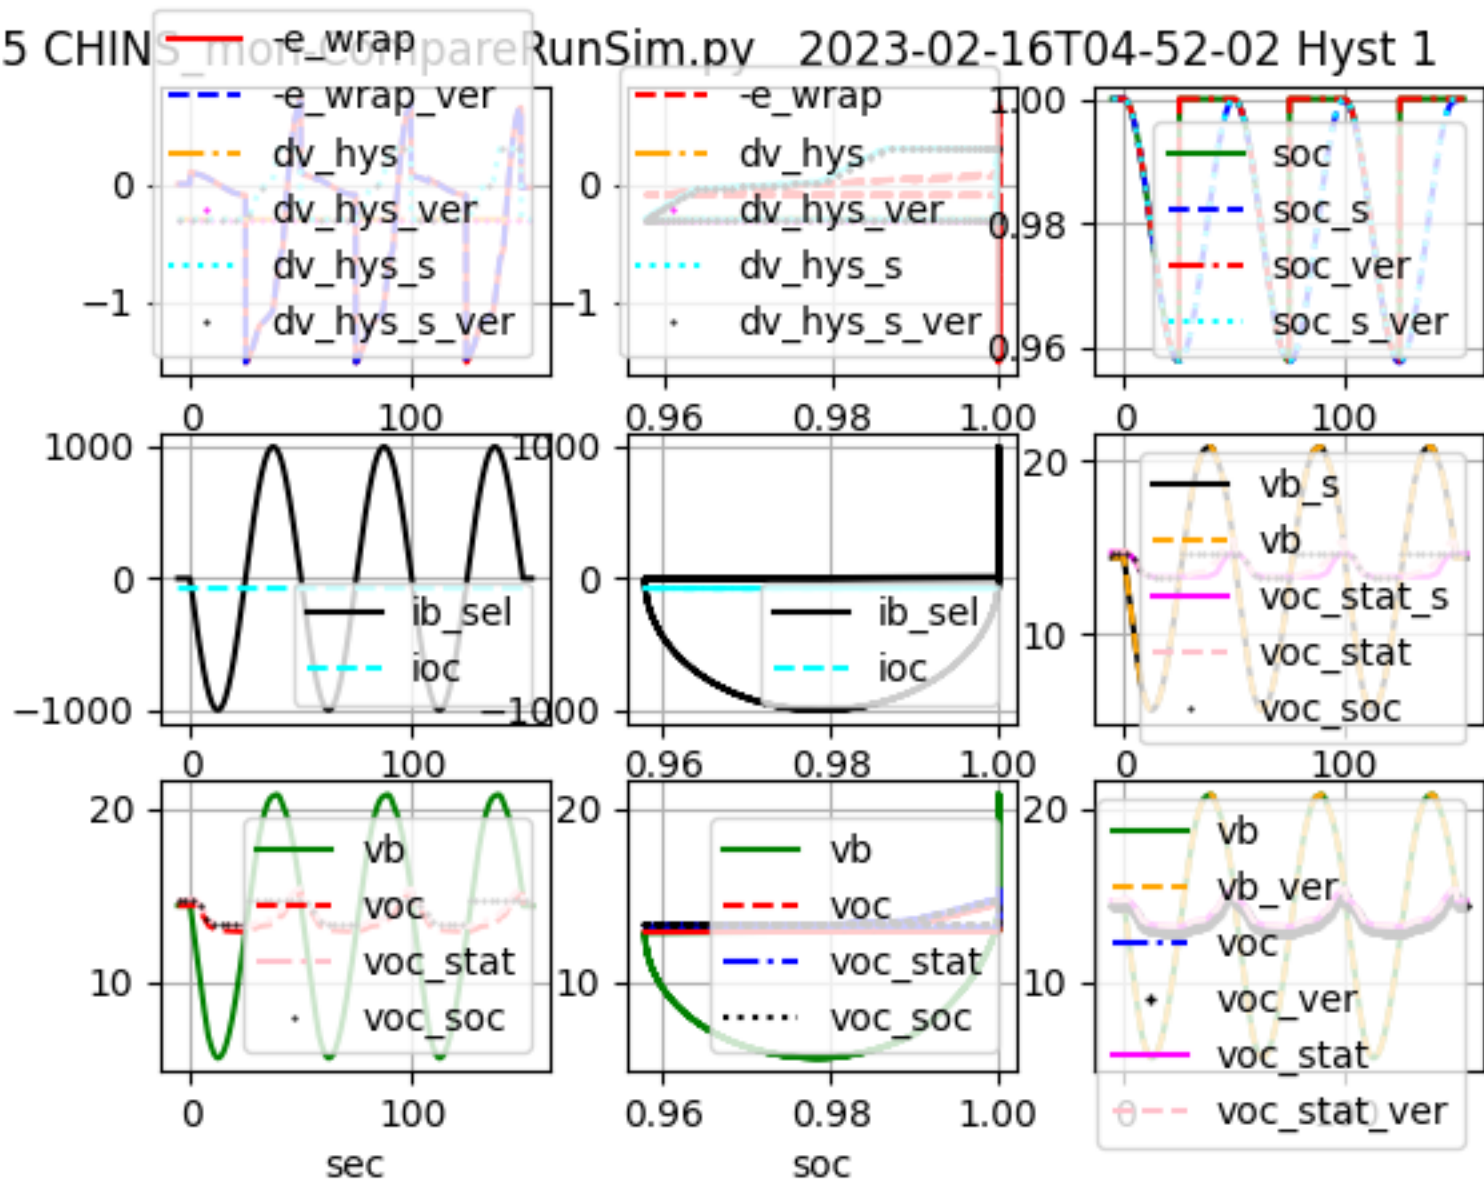 5 CHINS_mon-CompareRunSim.py 2023-02-16T04-52-02 Hyst 1
-e_wrap
-e_wrap_ver
dv_hys
dv_hys_ver
dv_hys_s
dv_hys_s_ver
0
−1
0
100
-e_wrap
dv_hys
dv_hys_ver
dv_hys_s
dv_hys_s_ver
0
−1
0.96
0.98
1.00
soc
soc_s
soc_ver
soc_s_ver
1.00
0.98
0.96
0
100
ib_sel
ioc
1000
0
−1000
0
100
ib_sel
ioc
1000
0
−1000
0.96
0.98
1.00
vb_s
vb
voc_stat_s
voc_stat
voc_soc
20
10
0
100
vb
voc
voc_stat
voc_soc
20
10
0
100
sec
vb
voc
voc_stat
voc_soc
20
10
0.96
0.98
1.00
soc
vb
vb_ver
voc
voc_ver
voc_stat
voc_stat_ver
20
10
0
100